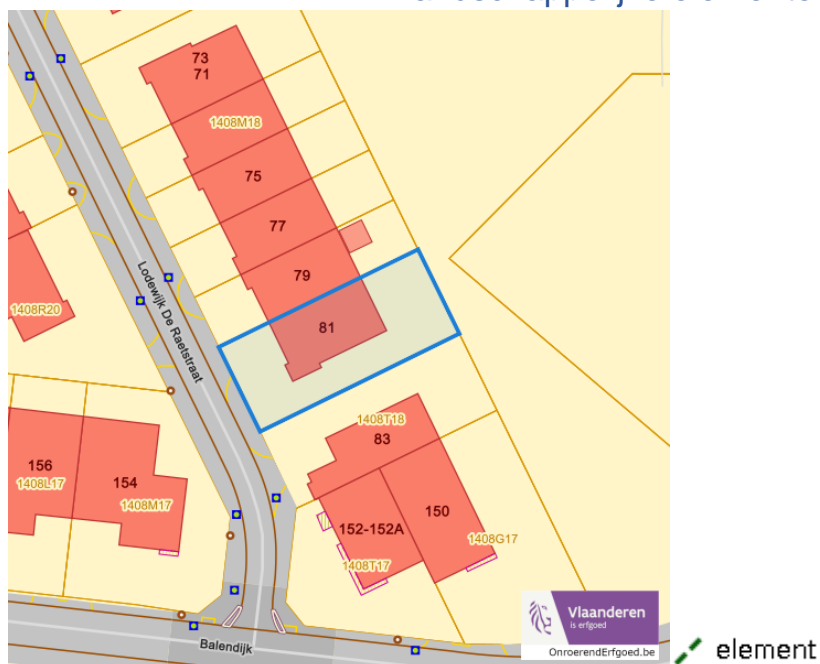 73
71
1408M18
75
77
79
81
Lodewijk De Raetstraat
1408R20
1408T18
83
156
1408L17
154
1408M17
152-152A
150
1408G17
1408T17
Balendijk
Vlaanderen
is erfgoed
OnroerendErfgoed.be
element